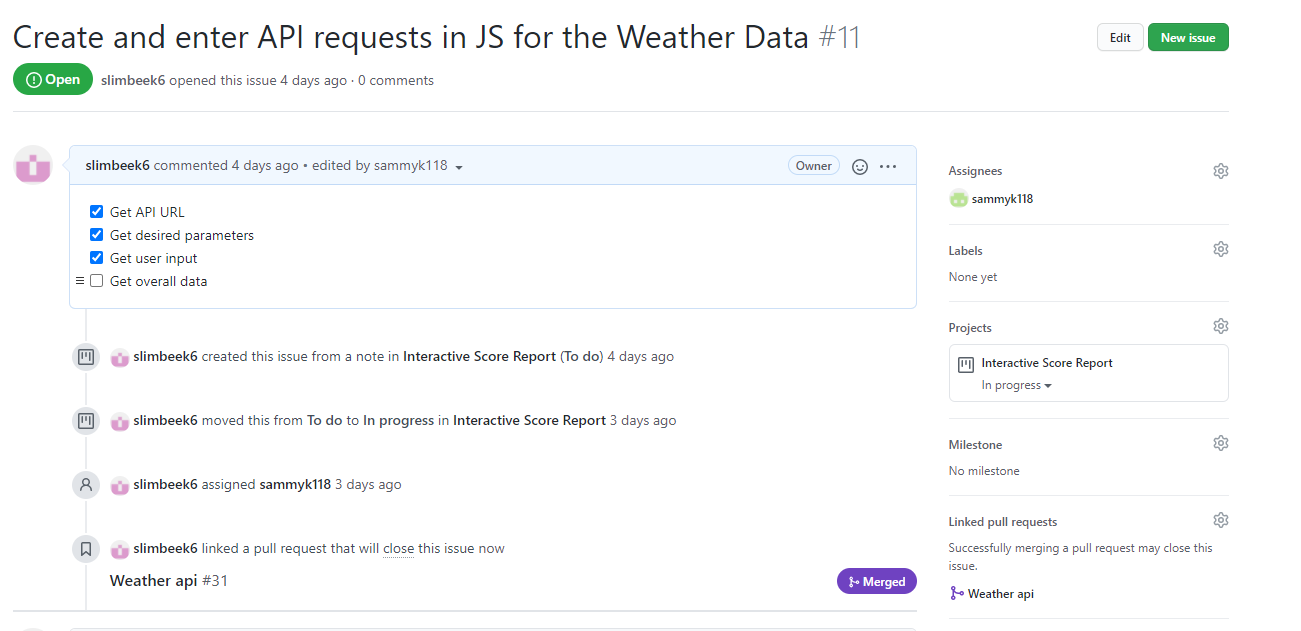 Create and enter API requests in JS for the Weather Data #11
Edit
New issue
Open
slimbeek6 opened this issue 4 days ago · 0 comments
slimbeek6 commented 4 days ago • edited by sammyk118
Owner
Get API URL
Get desired parameters
Get user input
Get overall data
slimbeek6 created this issue from a note in Interactive Score Report (To do) 4 days ago
slimbeek6 moved this from To do to In progress in Interactive Score Report 3 days ago
slimbeek6 assigned sammyk118 3 days ago
slimbeek6 linked a pull request that will close this issue now
Weather api #31
Merged
Assignees
sammyk118
Labels
None yet
Projects
Interactive Score Report
In progress
Milestone
No milestone
Linked pull requests
Successfully merging a pull request may close this
issue.
Weather api